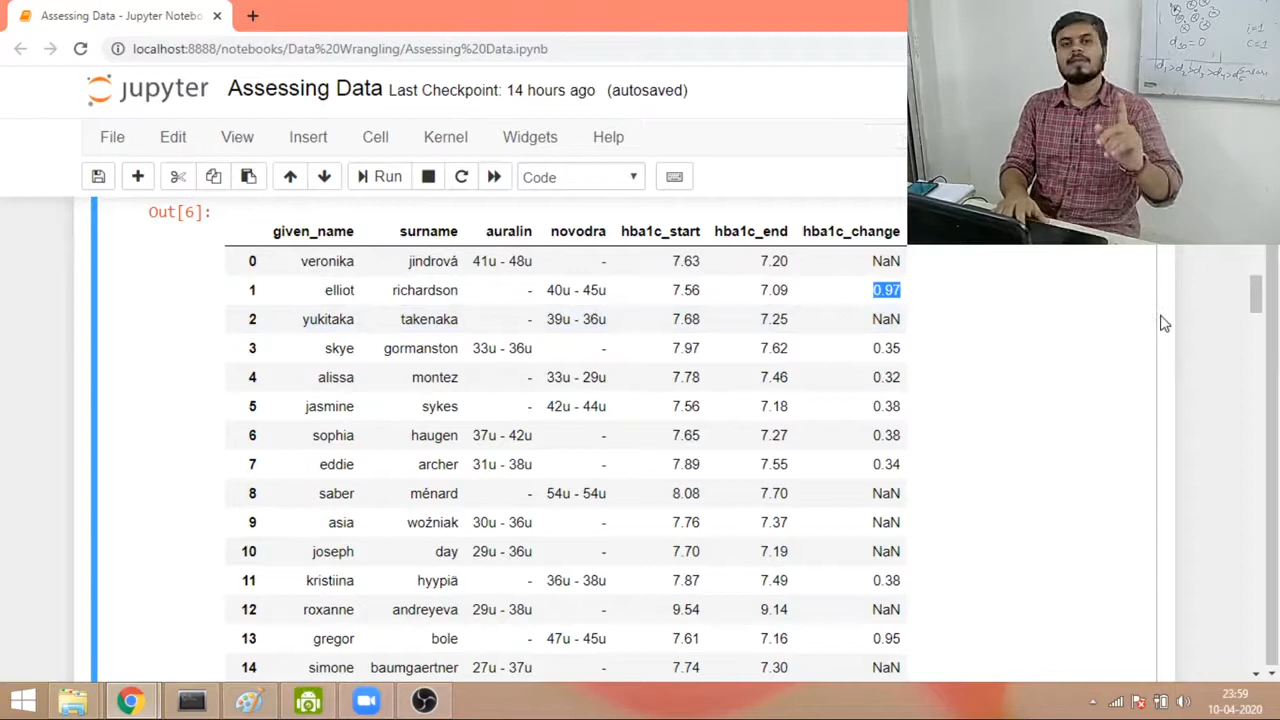 Assessing Data - Jupyter Notebo
localhost:8888/notebooks/Data%20Wrangling/Assessing%20Data.ipynb
jupyter Assessing Data Last Checkpoint: 14 hours ago (autosaved)
File Edit View Insert Cell Kernel Widgets Help
Run Code
Out[6]:
given_name surname auralin novodra hba1c_start hba1c_end hba1c_change
0 veronika jindrová 41u - 48u - 7.63 7.20 NaN
1 elliot richardson - 40u - 45u 7.56 7.09 0.97
2 yukitaka takenaka - 39u - 36u 7.68 7.25 NaN
3 skye gormanston 33u - 36u - 7.97 7.62 0.35
4 alissa montez - 33u - 29u 7.78 7.46 0.32
5 jasmine sykes - 42u - 44u 7.56 7.18 0.38
6 sophia haugen 37u - 42u - 7.65 7.27 0.38
7 eddie archer 31u - 38u - 7.89 7.55 0.34
8 saber ménard - 54u - 54u 8.08 7.70 NaN
9 asia woźniak 30u - 36u - 7.76 7.37 NaN
10 joseph day 29u - 36u - 7.70 7.19 NaN
11 kristiina hyypiä - 36u - 38u 7.87 7.49 0.38
12 roxanne andreyeva 29u - 38u - 9.54 9.14 NaN
13 gregor bole - 47u - 45u 7.61 7.16 0.95
14 simone baumgaertner 27u - 37u - 7.74 7.30 NaN
i=1
c=1
23:59
10-04-2020